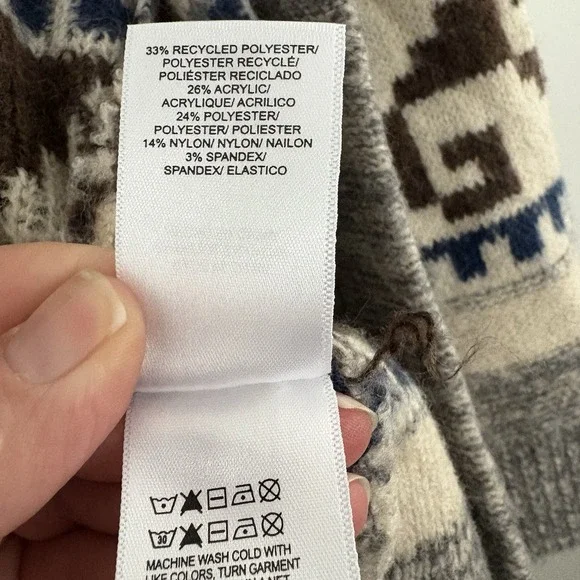 33% RECYCLED POLYESTER/
POLYESTER RECYCLÉ/
POLIÉSTER RECICLADO
26% ACRYLIC/
ACRYLIQUE/ ACRILICO
24% POLYESTER/
POLYESTER/ POLIESTER
14% NYLON/ NYLON/ NAILON
3% SPANDEX/
SPANDEX/ ELASTICO
30
MACHINE WASH COLD WITH
LIKE COLORS, TURN GARMENT